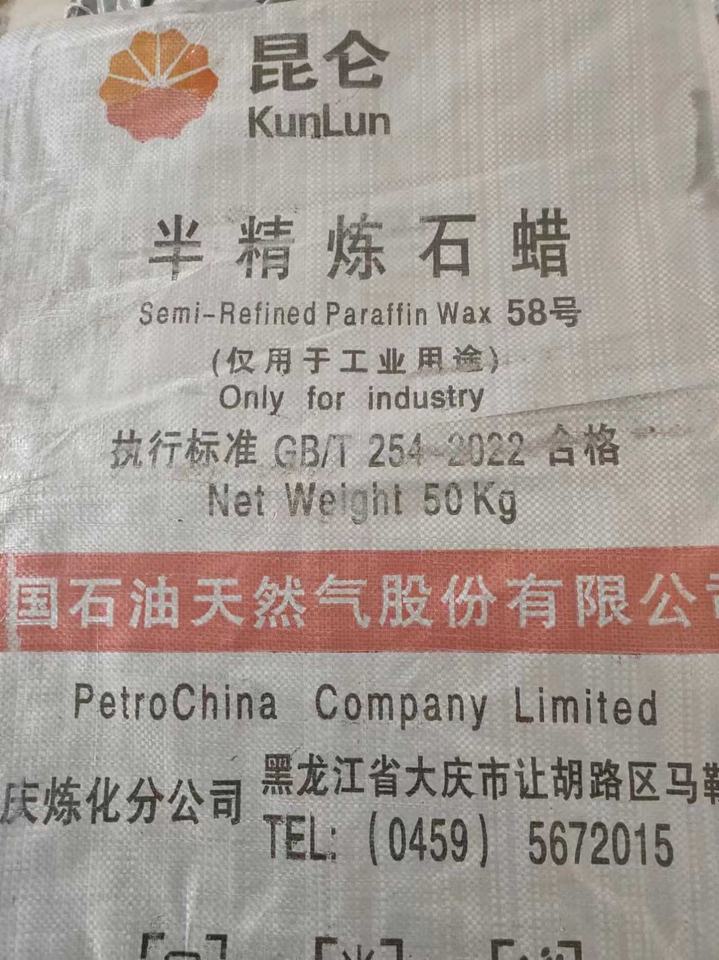 昆仑
KunLun
半精炼石蜡
Semi-Refined Paraffin Wax 58号
(仅用于工业用途)
Only for industry
执行标准 GB/T 254-2022 合格
Net Weight 50Kg
国石油天然气股份有限公司
PetroChina Company Limited
庆炼化分公司
黑龙江省大庆市让胡路区马鞍
TEL: (0459) 5672015